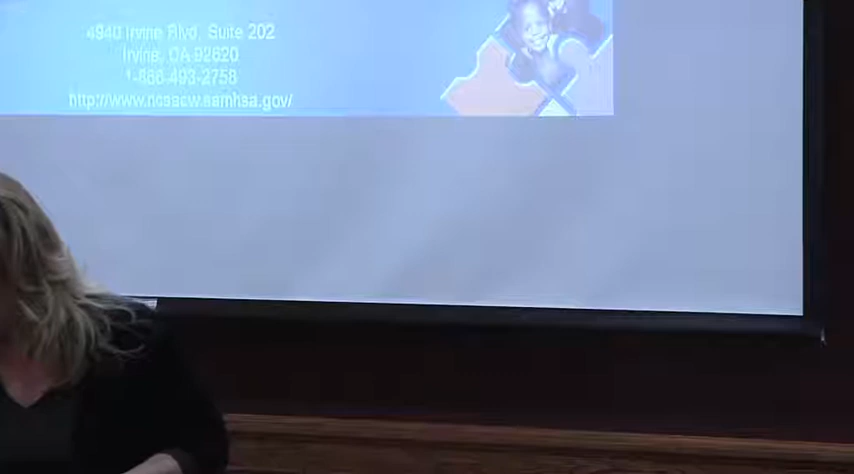 4940 Irvine Blvd, Suite 202
Irvine, CA 92620
1-866-493-2758
http://www.ncsacw.samhsa.gov/